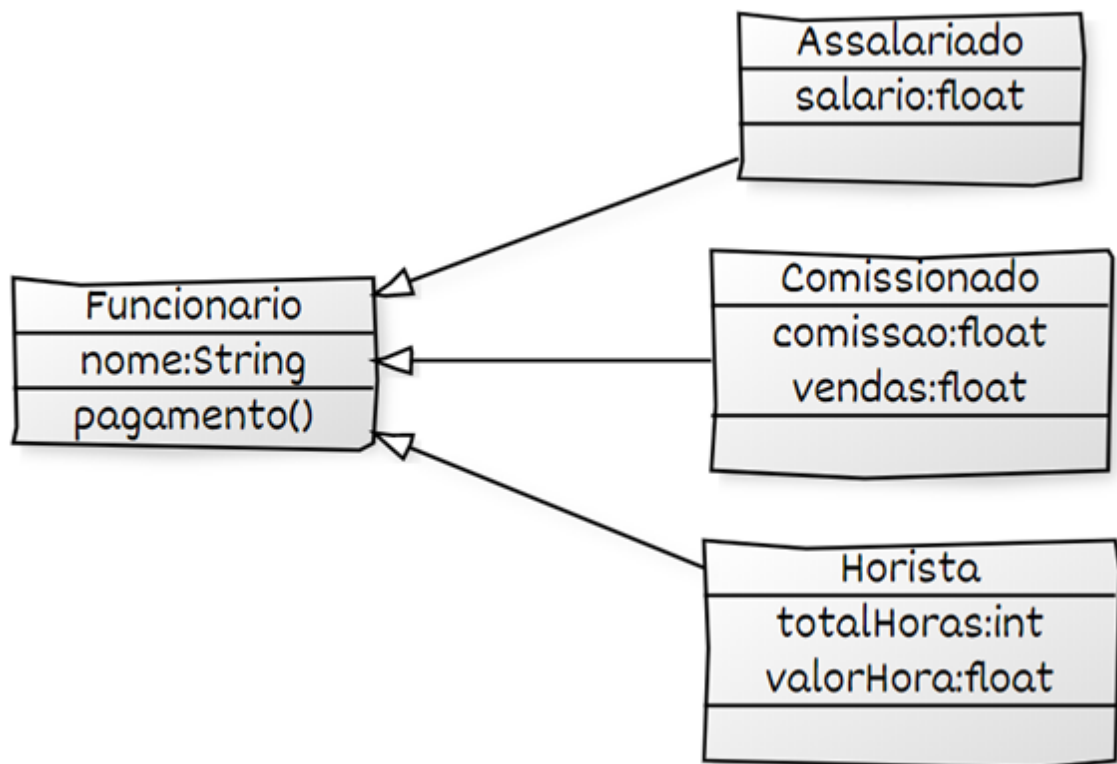 Funcionario
nome:String
pagamento()
Assalariado
salario:float
Comissionado
comissao:float
vendas:float
Horista
totalHoras:int
valorHora:float